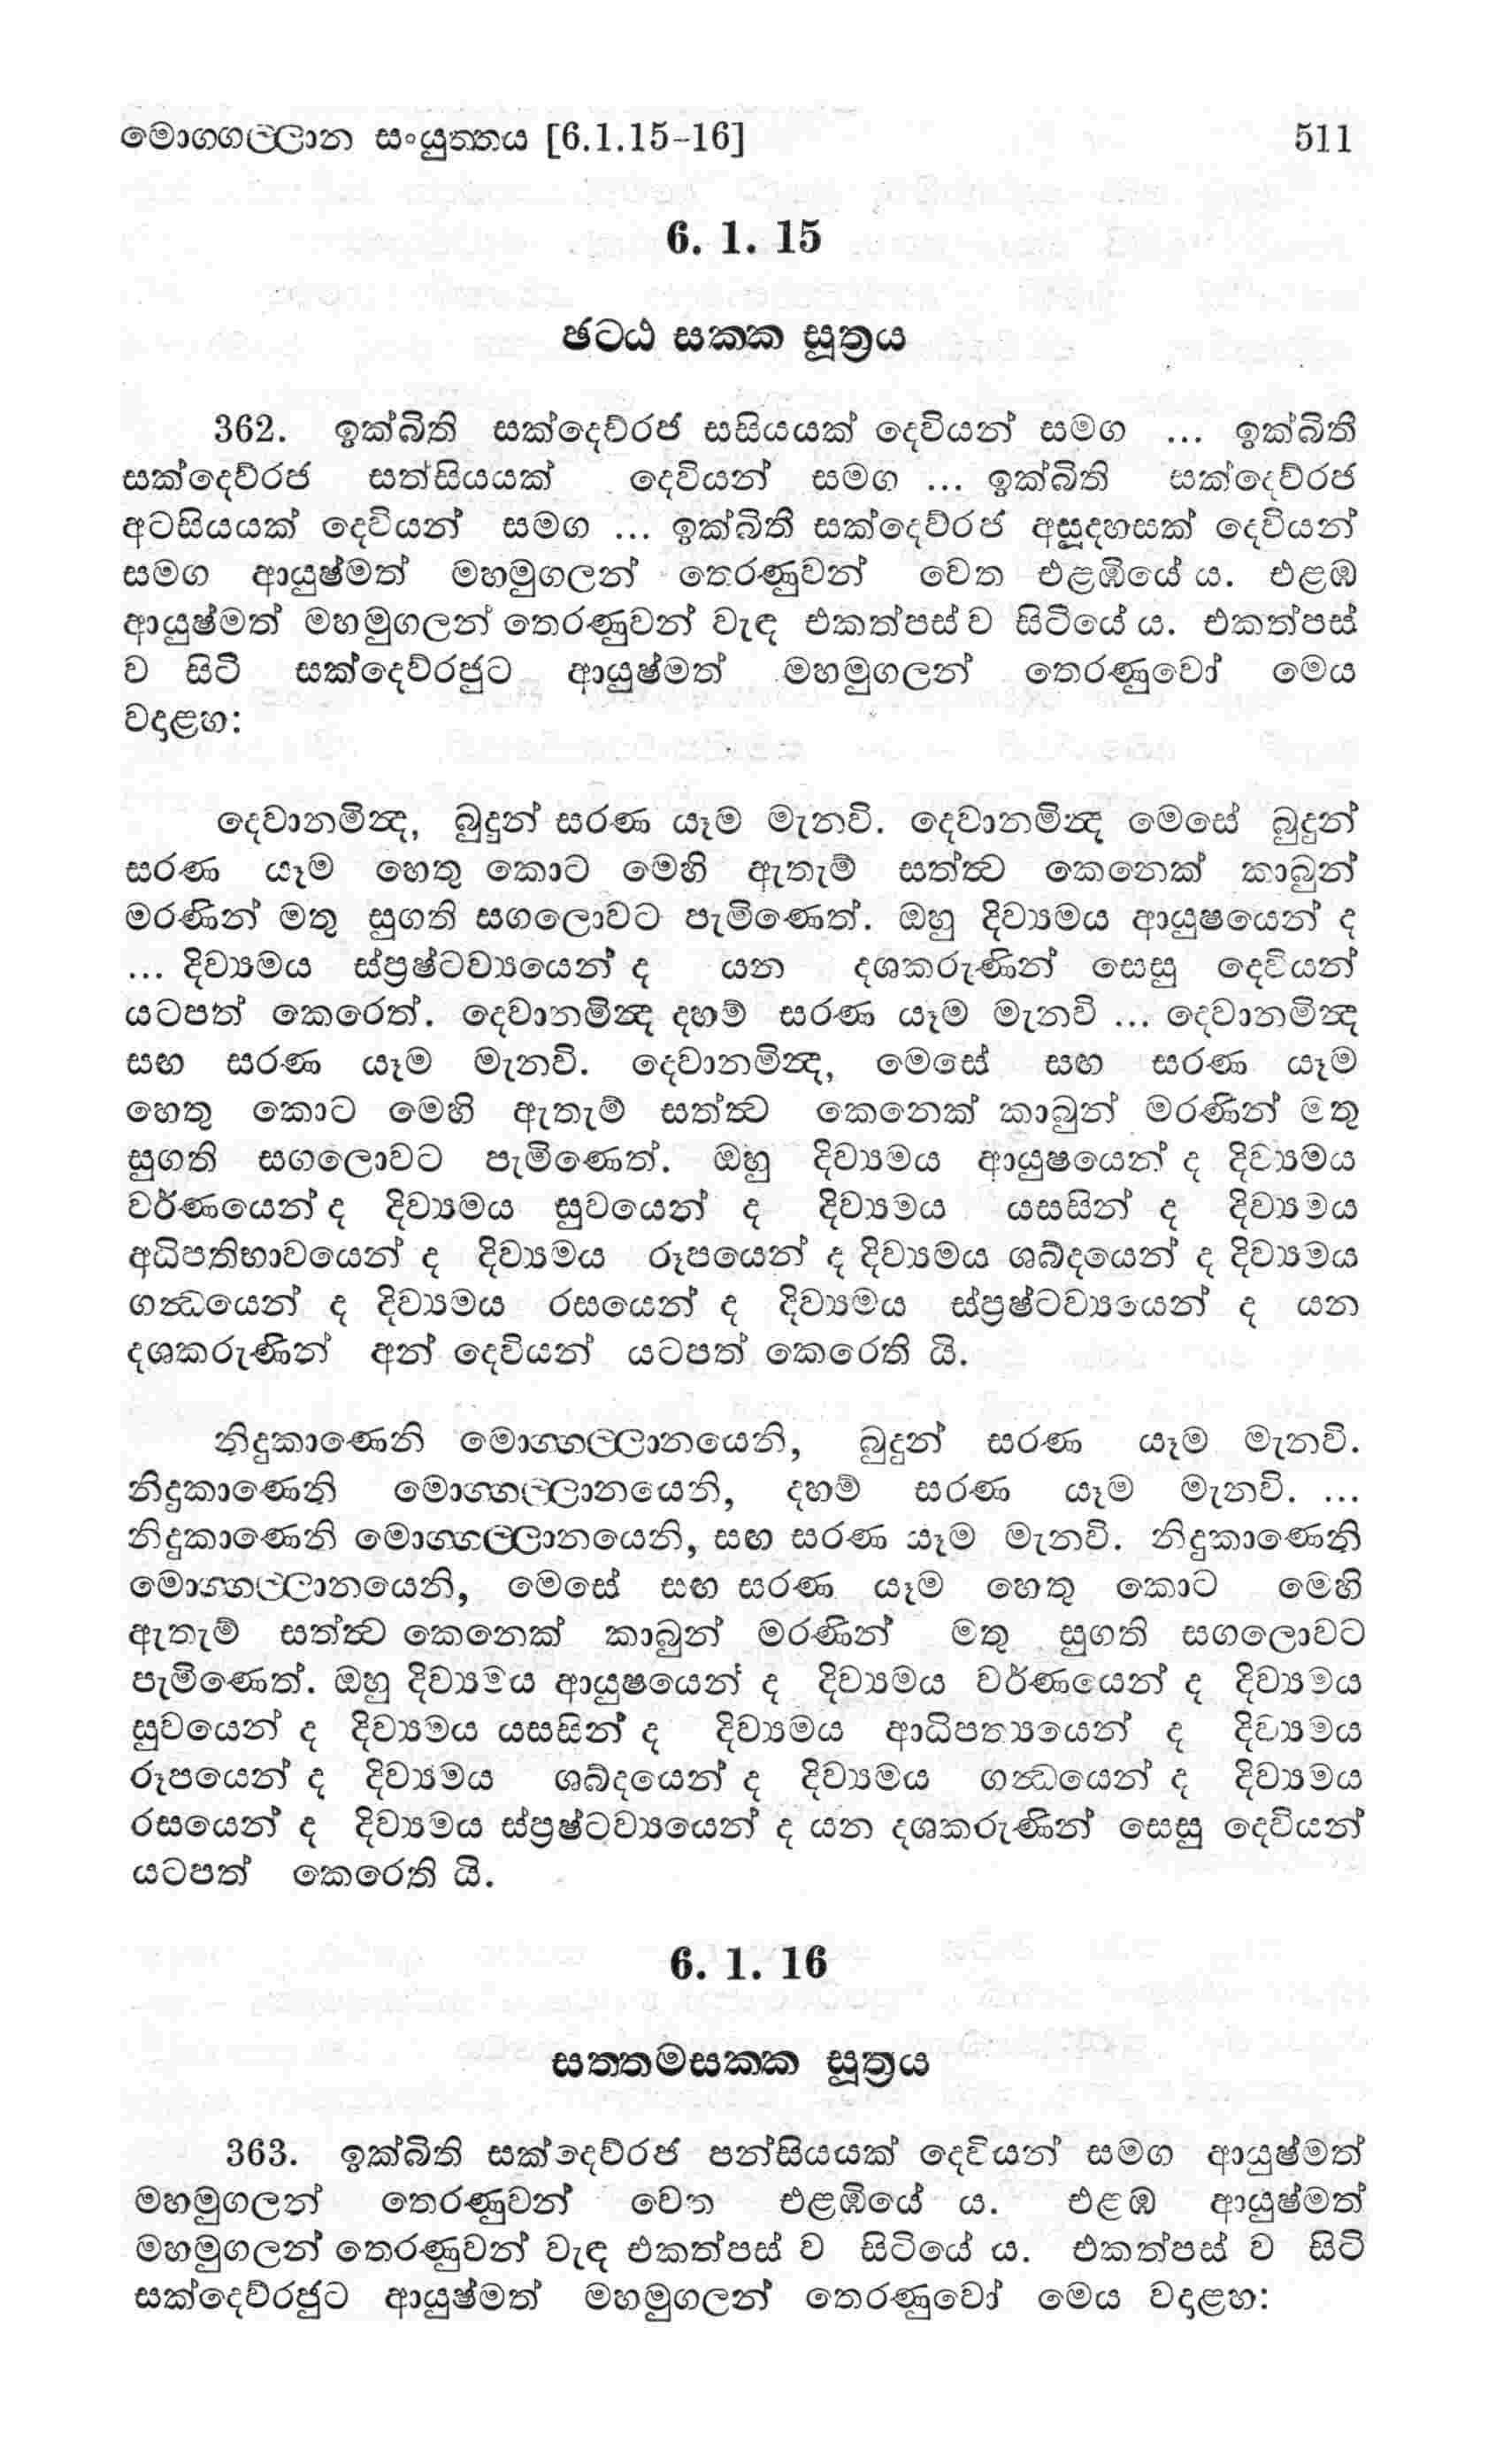 මොග‍්ගල‍්ලාන සංයුත‍්තය [6.1.15-16] 511
6. 1. 15
ඡට‍්ඨ සක‍්ක සූත්‍රය
362. ඉක්බිති සක්දෙව්රජ සසියයක් දෙවියන් සමග ... ඉක්බිති
සක්දෙව්රජ සත්සියයක් දෙවියන් සමග ... ඉක්බිති සක්දෙව්රජ
අටසියයක් දෙවියන් සමග ... ඉක්බිති සක්දෙව්රජ අසූදහසක් දෙවියන්
සමග ආයුෂ්මත් මහමුගලන් තෙරණුවන් වෙත එළඹියේ ය. එළඹ
ආයුෂ්මත් මහමුගලන් තෙරණුවන් වැඳ එකත්පස් ව සිටියේ ය. එකත්පස්
ව සිටි සක්දෙව්රජුට ආයුෂ්මත් මහමුගලන් තෙරණුවෝ මෙය
වදාළහ:
දෙවානමින්‍ද, බුදුන් සරණ යෑම මැනවි. දෙවානමින්‍ද මෙසේ බුදුන්
සරණ යෑම හෙතු කොට මෙහි ඇතැම් සත්ත්‍ව කෙනෙක් කාබුන්
මරණින් මතු සුගති සගලොවට පැමිණෙත්. ඔහු දිව්‍යමය ආයුෂයෙන් ද
... දිව්‍යමය ස්ප්‍රෂ්ටව්‍යයෙන් ද යන දශකරුණින් සෙසු දෙවියන්
යටපත් කෙරෙත්. දෙවානමින්‍ද දහම් සරණ යෑම මැනවි ... දෙවානමින්‍ද
සඟ සරණ යෑම මැනවි. දෙවානමින්‍ද, මෙසේ සඟ සරණ යෑම
හෙතු කොට මෙහි ඇතැම් සත්ත්‍ව කෙනෙක් කාබුන් මරණින් මතු
සුගති සගලොවට පැමිණෙත්. ඔහු දිව්‍යමය ආයුෂයෙන් ද දිව්‍යමය
වර්ණයෙන් ද දිව්‍යමය සුවයෙන් ද දිව්‍යමය යසසින් ද දිව්‍යමය
අධිපතිභාවයෙන් ද දිව්‍යමය රූපයෙන් ද දිව්‍යමය ශබ්දයෙන් ද දිව්‍යමය
ගන්‍ධයෙන් ද දිව්‍යමය රසයෙන් ද දිව්‍යමය ස්ප්‍රෂ්ටව්‍යයෙන් ද යන
දශකරුණින් අන් දෙවියන් යටපත් කෙරෙති යි.
නිදුකාණෙනි මොග‍්ගල‍්ලානයෙනි, බුදුන් සරණ යෑම මැනවි.
නිදුකාණෙනි මොග‍්ගල‍්ලානයෙනි, දහම් සරණ යෑම මැනවි. ...
නිදුකාණෙනි මොග‍්ගල‍්ලානයෙනි, සඟ සරණ යෑම මැනවි. නිදුකාණෙනි
මොග‍්ගල‍්ලානයෙනි, මෙසේ සඟ සරණ යෑම හෙතු කොට මෙහි
ඇතැම් සත්ත්‍ව කෙනෙක් කාබුන් මරණින් මතු සුගති සගලොවට
පැමිණෙත්. ඔහු දිව්‍යමය ආයුෂයෙන් ද දිව්‍යමය වර්ණයෙන් ද දිව්‍යමය
සුවයෙන් ද දිව්‍යමය යසසින් ද දිව්‍යමය ආධිපත්‍යයෙන් ද දිව්‍යමය
රූපයෙන් ද දිව්‍යමය ශබ්දයෙන් ද දිව්‍යමය ගන්‍ධයෙන් ද දිව්‍යමය
රසයෙන් ද දිව්‍යමය ස්ප්‍රෂ්ටව්‍යයෙන් ද යන දශකරුණින් සෙසු දෙවියන්
යටපත් කෙරෙති යි.
6. 1. 16
සත‍්තමසක‍්ක සූත්‍රය
363. ඉක්බිති සක්දෙව්රජ පන්සියයක් දෙවියන් සමග ආයුෂ්මත්
මහමුගලන් තෙරණුවන් වෙත එළඹියේ ය. එළඹ ආයුෂ්මත්
මහමුගලන් තෙරණුවන් වැඳ එකත්පස් ව සිටියේ ය. එකත්පස් ව සිටි
සක්දෙව්රජුට ආයුෂ්මත් මහමුගලන් තෙරණුවෝ මෙය වදාළහ: